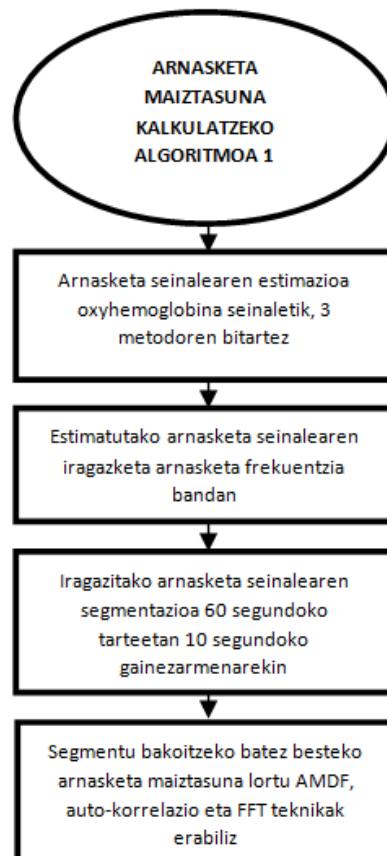 ARNASKETA
MAIZTASUNA
KALKULATZEKO
ALGORITMOA 1
Arnasketa seinalearen estimazioa
oxyhemoglobina seinaletik, 3
metodoren bitartez
Estimatutako arnasketa seinalearen
iragazketa arnasketa frekuentzia
bandan
Iragazitako arnasketa seinalearen
segmentazioa 60 segundoko
tarteetan 10 segundoko
gainezarmenarekin
Segmentu bakoitzeko batez besteko
arnasketa maiztasuna lortu AMDF,
auto-korrelazio eta FFT teknikak
erabiliz